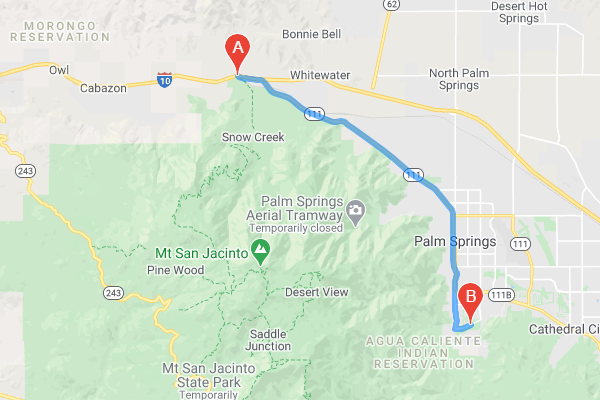 62
Desert Hot
Springs
MORONGO
RESERVATION
Bonnie Bell
A
Owl
10
Whitewater
North Palm
Springs
Cabazon
111
Snow Creek
243
111
Palm Springs
Aerial Tramway
Temporarily closed
111
Palm Springs
Mt San Jacinto
Pine Wood
243
Desert View
B
111B
Saddle
Junction
AGUA CALIENTE
INDIAN
RESERVATION
Cathedral Ci
Mt San Jacinto
State Park
Temporarily